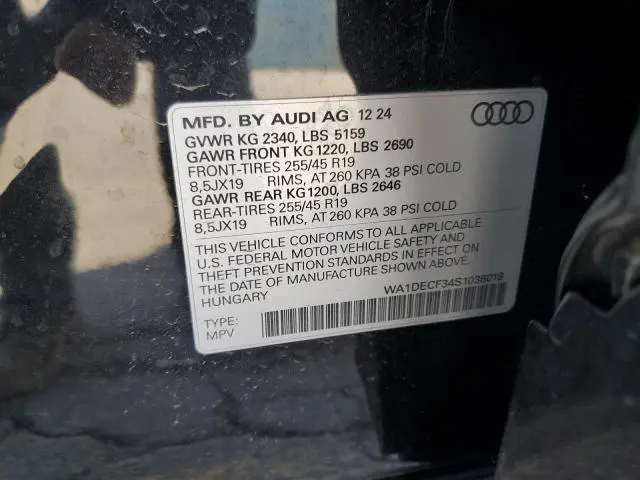 MFD. BY AUDI AG 12 24
GVWR KG 2340, LBS 5159
GAWR FRONT KG 1220, LBS 2690
FRONT-TIRES 255/45 R19
8,5JX19 RIMS, AT 260 KPA 38 PSI COLD
GAWR REAR KG1200, LBS 2646
REAR-TIRES 255/45 R19
8,5JX19 RIMS, AT 260 KPA 38 PSI COLD
THIS VEHICLE CONFORMS TO ALL APPLICABLE
U.S. FEDERAL MOTOR VEHICLE SAFETY AND
THEFT PREVENTION STANDARDS IN EFFECT ON
THE DATE OF MANUFACTURE SHOWN ABOVE.
HUNGARY
WA1DECF34S1038019
TYPE:
MPV